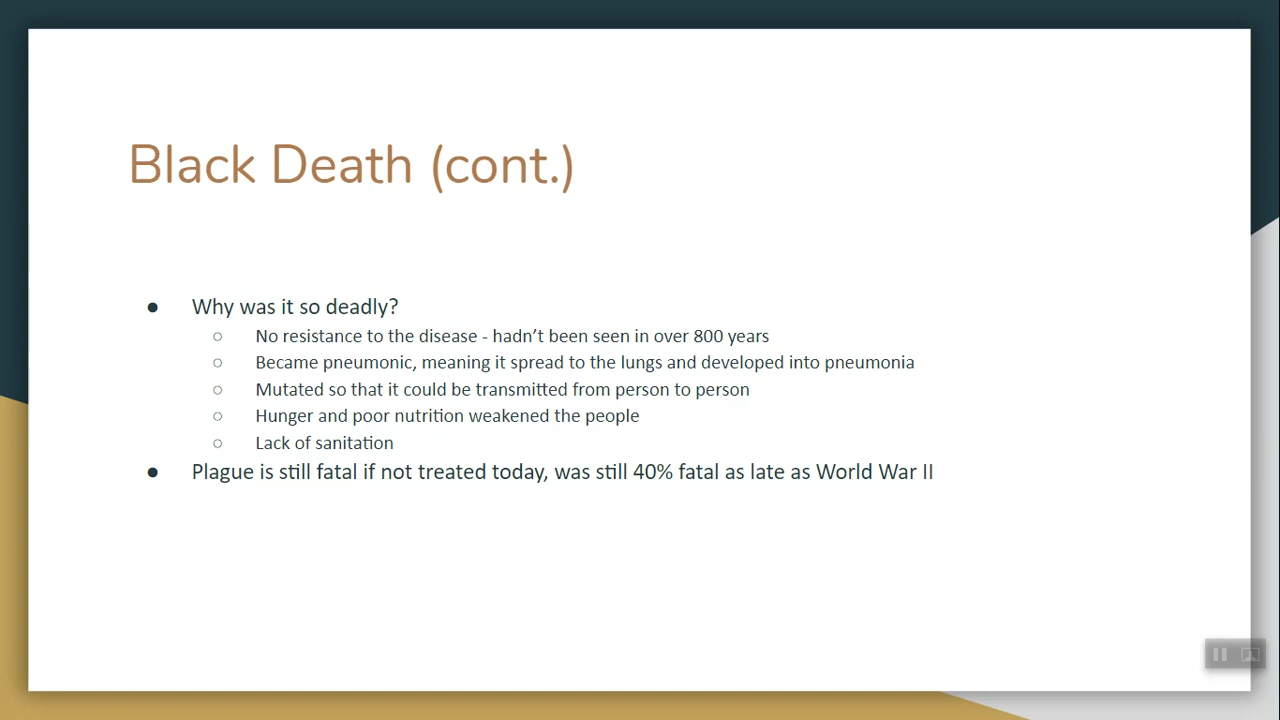 Black Death (cont.)
● Why was it so deadly?
○ No resistance to the disease - hadn’t been seen in over 800 years
○ Became pneumonic, meaning it spread to the lungs and developed into pneumonia
○ Mutated so that it could be transmitted from person to person
○ Hunger and poor nutrition weakened the people
○ Lack of sanitation
● Plague is still fatal if not treated today, was still 40% fatal as late as World War II